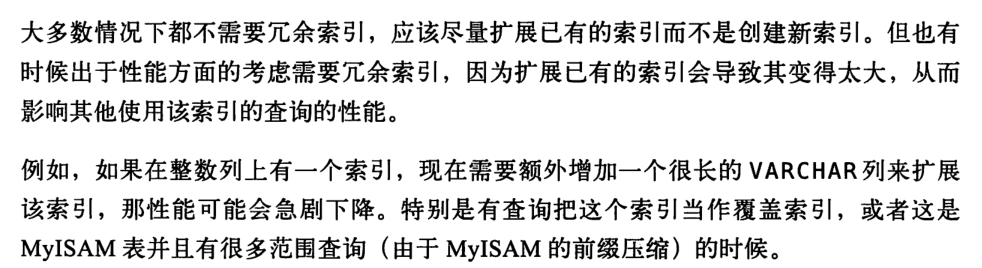 大多数情况下都不需要冗余索引，应该尽量扩展已有的索引而不是创建新索引。但也有
时候出于性能方面的考虑需要冗余索引，因为扩展已有的索引会导致其变得太大，从而
影响其他使用该索引的查询的性能。
例如，如果在整数列上有一个索引，现在需要额外增加一个很长的 VARCHAR 列来扩展
该索引，那性能可能会急剧下降。特别是有查询把这个索引当作覆盖索引，或者这是
MyISAM 表并且有很多范围查询（由于 MyISAM 的前缀压缩）的时候。